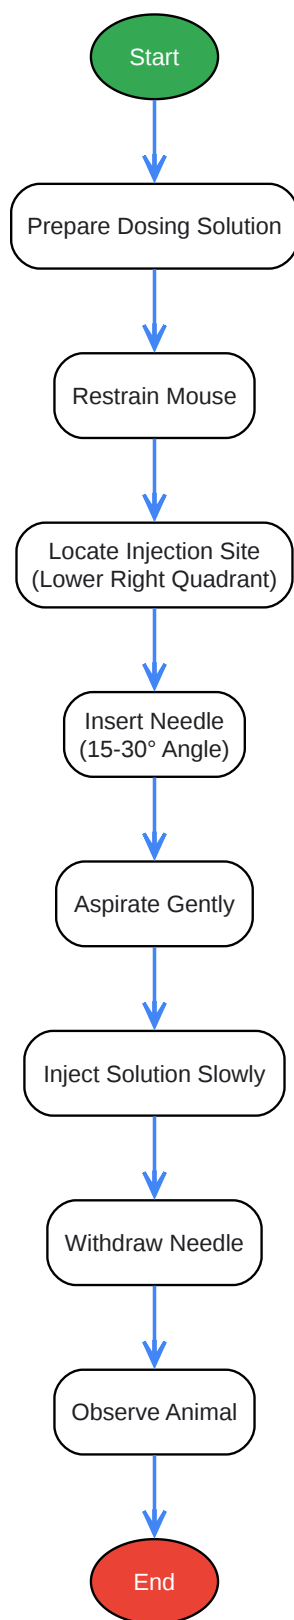 Start
Prepare Dosing Solution
Restrain Mouse
Locate Injection Site
(Lower Right Quadrant)
Insert Needle
(15-30° Angle)
Aspirate Gently
Inject Solution Slowly
Withdraw Needle
Observe Animal
End